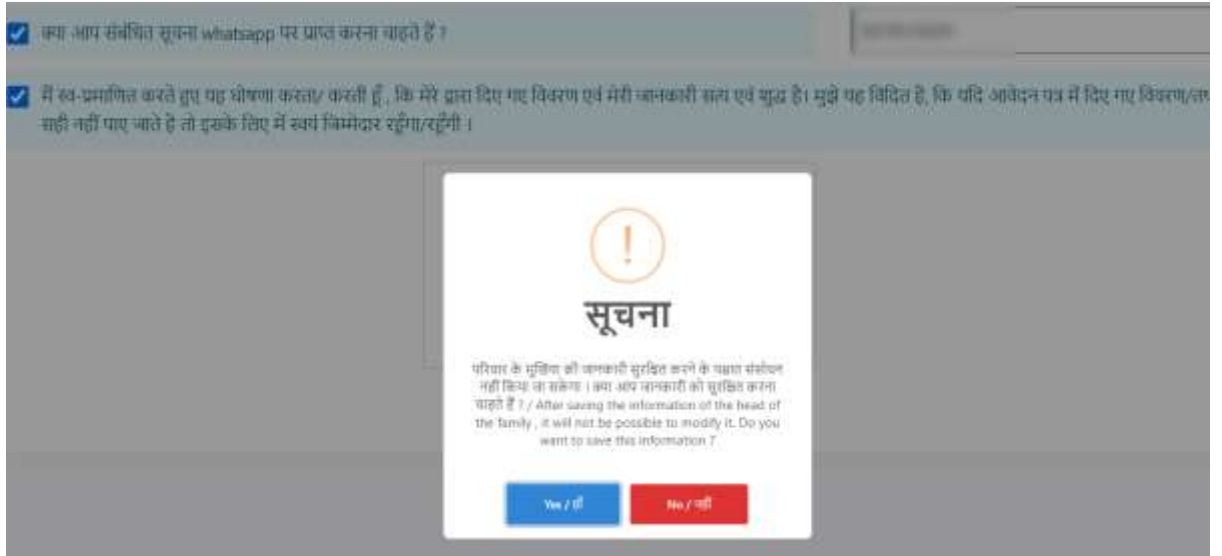 क्या आप संबंधित सूचना whatsapp पर प्राप्त करना चाहते हैं ?
मैं स्व-प्रमाणित करते हुए यह घोषणा करता/ करती हूँ , कि मेरे द्वारा दिए गए विवरण एवं मेरी जानकारी सत्य एवं शुद्ध है। मुझे यह विदित है, कि यदि आवेदन पत्र में दिए गए विवरण/
सही नहीं पाए जाते है तो इसके लिए में स्वयं जिम्मेदार रहूँगा/रहूँगी ।
!
सूचना
परिवार के मुखिया की जानकारी सुरक्षित करने के पश्चात संशोधन
नहीं किया जा सकेगा । क्या आप जानकारी को सुरक्षित करना
चाहते हैं ? / After saving the information of the head of
the family , it will not be possible to modify it. Do you
want to save this information ?
Yes / हाँ
No / नहीं